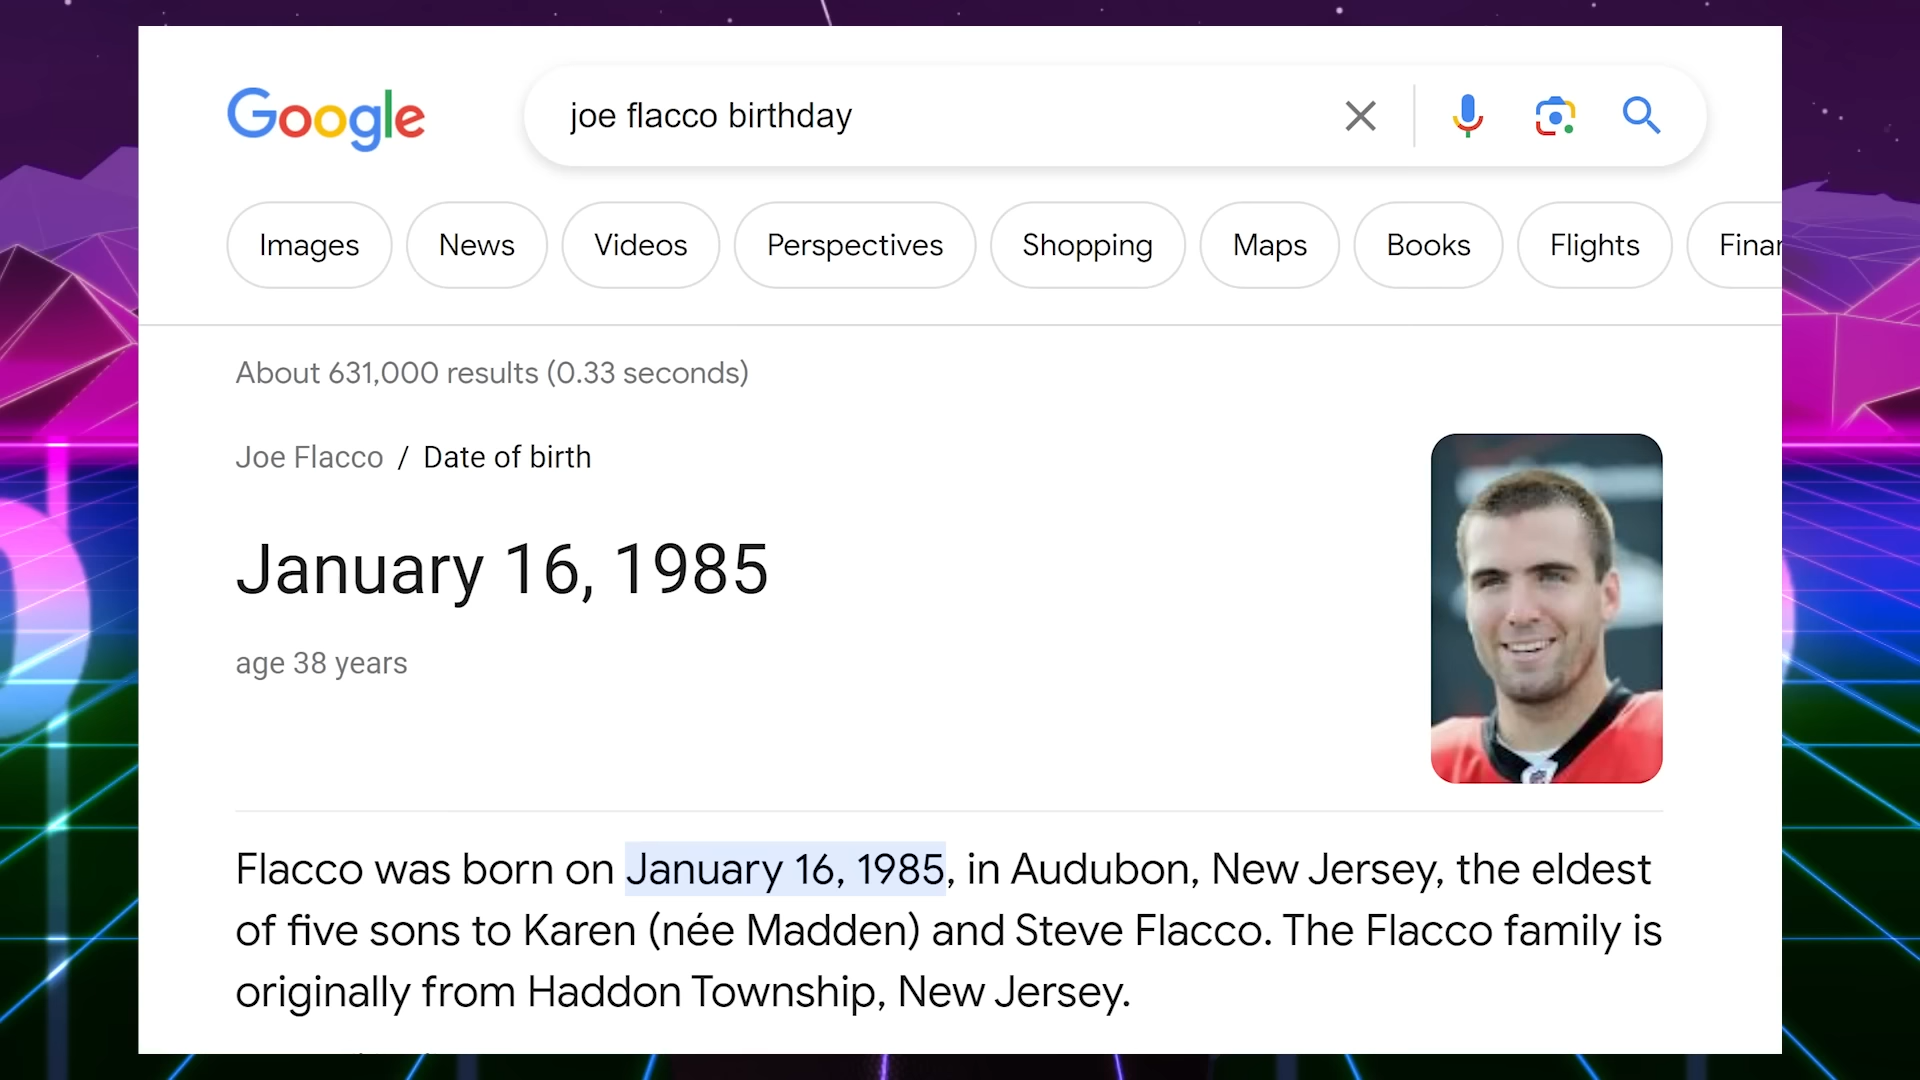 Google
joe flacco birthday
Images News Videos Perspectives Shopping Maps Books Flights Finan
About 631,000 results (0.33 seconds)
Joe Flacco / Date of birth
January 16, 1985
age 38 years
Flacco was born on January 16, 1985, in Audubon, New Jersey, the eldest
of five sons to Karen (née Madden) and Steve Flacco. The Flacco family is
originally from Haddon Township, New Jersey.